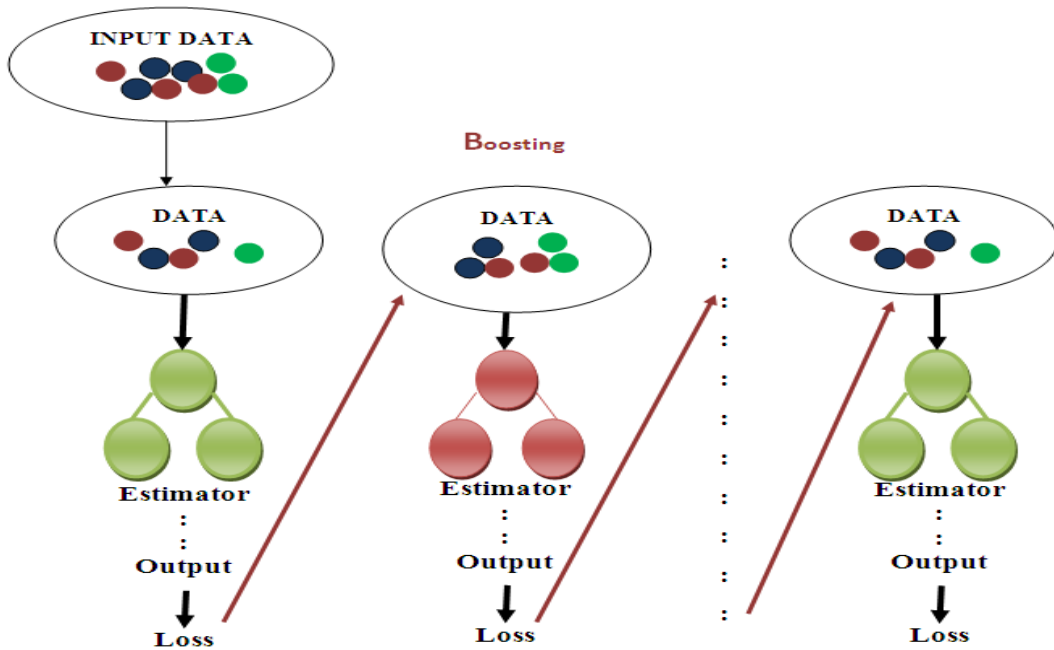 INPUT DATA
Boosting
DATA
DATA
DATA
:
:
:
:
:
:
:
:
:
:
Estimator
Estimator
Estimator
:
:
:
:
:
:
Output
Output
Output
Loss
Loss
Loss